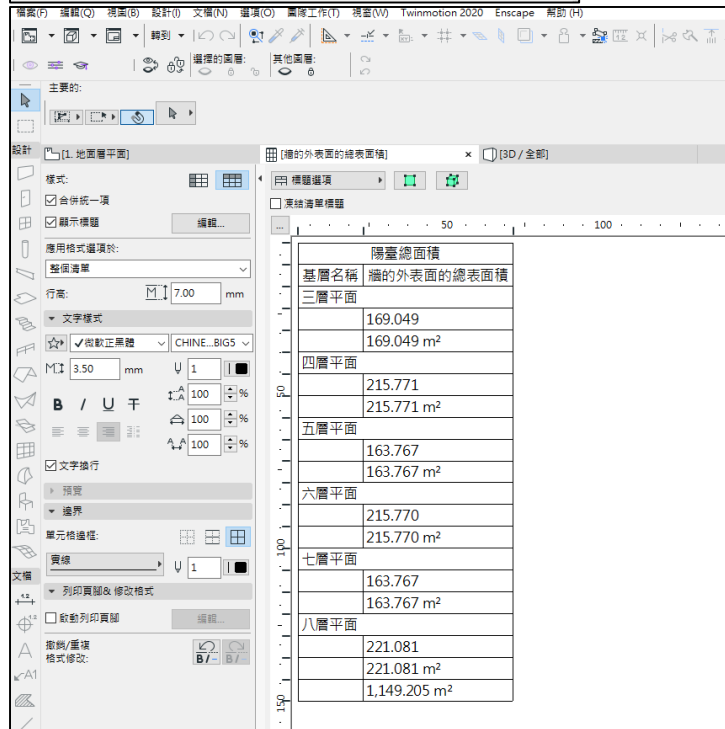 檔案(F) 編輯(Q) 視圖(B) 設計(I) 文檔(N) 選項(O) 團隊工作(T) 視窗(W) Twinmotion 2020 Enscape 幫助 (H)
轉到
選擇的圖層: 其他圖層:
主要的:
設計
[1. 地面層平面]
[牆的外表面的總表面積] ×
[3D / 全部]
樣式:
合併統一項
顯示標題 編輯...
應用格式選項於:
整個清單
行高: 7.00 mm
文字樣式
✓微軟正黑體 CHINE...BIG5
3.50 mm 1
100 %
B I U T
100 %
100 %
文字換行
預覽
邊界
單元格邊框:
實線 1
列印頁腳& 修改格式
啟動列印頁腳 編輯...
撤銷/重複
格式修改:
B/– B/–
文檔
1.2
A
A1
標題選項
凍結清單標題
...
50 100
50
100
150
陽臺總面積
基層名稱 牆的外表面的總表面積
三層平面
169.049
169.049 m²
四層平面
215.771
215.771 m²
五層平面
163.767
163.767 m²
六層平面
215.770
215.770 m²
七層平面
163.767
163.767 m²
八層平面
221.081
221.081 m²
1,149.205 m²